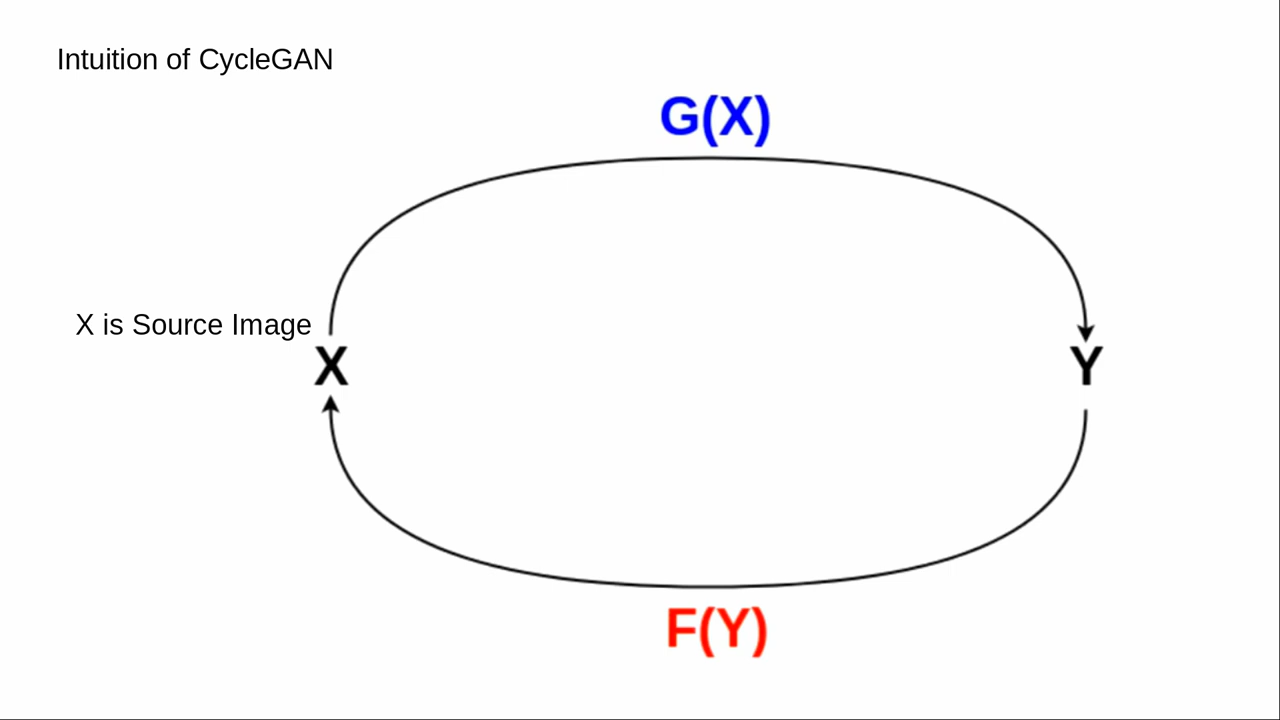 Intuition of CycleGAN
G(X)
X is Source Image
X
Y
F(Y)